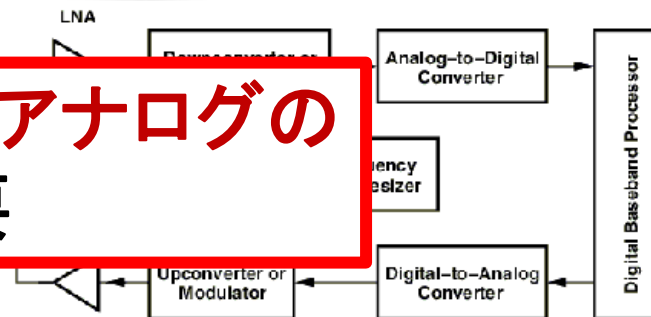 LNA
Analog-to-Digital
Converter
アナログの
Digital Baseband Processor
Upconverter or
Modulator
Digital-to-Analog
Converter